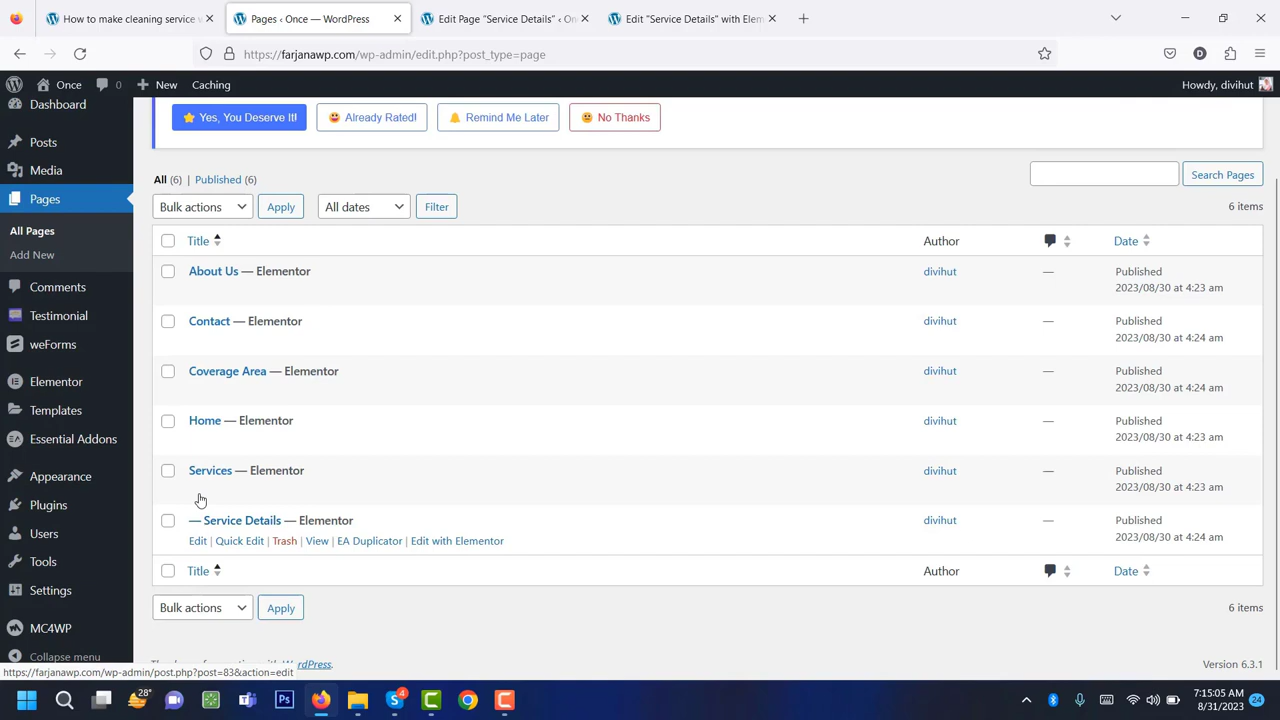 How to make cleaning service w
Pages ‹ Once — WordPress
Edit Page “Service Details” ‹ On
Edit "Service Details" with Elem
https://farjanawp.com/wp-admin/edit.php?post_type=page
Once
0
New
Caching
Howdy, divihut
Dashboard
Posts
Media
Pages
All Pages
Add New
Comments
Testimonial
weForms
Elementor
Templates
Essential Addons
Appearance
Plugins
Users
Tools
Settings
MC4WP
Collapse menu
Yes, You Deserve It!
Already Rated!
Remind Me Later
No Thanks
All (6) | Published (6)
Search Pages
Bulk actions
Apply
All dates
Filter
6 items
Title
Author
Date
About Us — Elementor
divihut
—
Published
2023/08/30 at 4:23 am
Contact — Elementor
divihut
—
Published
2023/08/30 at 4:24 am
Coverage Area — Elementor
divihut
—
Published
2023/08/30 at 4:24 am
Home — Elementor
divihut
—
Published
2023/08/30 at 4:23 am
Services — Elementor
divihut
—
Published
2023/08/30 at 4:23 am
— Service Details — Elementor
divihut
—
Published
2023/08/30 at 4:24 am
Edit | Quick Edit | Trash | View | EA Duplicator | Edit with Elementor
Title
Author
Date
Bulk actions
Apply
6 items
Version 6.3.1
https://farjanawp.com/wp-admin/post.php?post=83&action=edit
28°
Ps
4
7:15:05 AM
8/31/2023
24